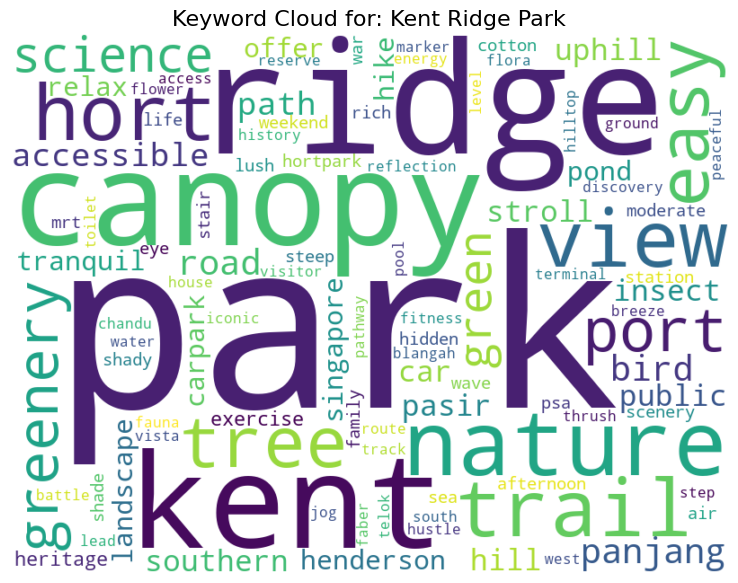 Keyword Cloud for: Kent Ridge Park
science
offer
reserve
war
marker
energy
cotton
flora
uphill
relax
access
flower
hort
ridge
path
hike
level
easy
peaceful
life
weekend
rich
history
hilltop
ground
accessible
lush
hortpark
reflection
pond
discovery
canopy
mrt
toilet
stair
eye
stroll
moderate
view
tranquil
road
steep
visitor
pool
green
terminal
station
insect
house
park
breeze
greenery
chandu
water
shady
carpark
iconic
singapore
pathway
fitness
hidden
blangah
port
car
wave
bird
public
pasir
psa
thrush
scenery
exercise
family
fauna
vista
tree
route
track
nature
landscape
battle
shade
kent
jog
faber
telok
sea
south
hustle
afternoon
trail
step
air
lead
heritage
southern
henderson
hill
west
panjang